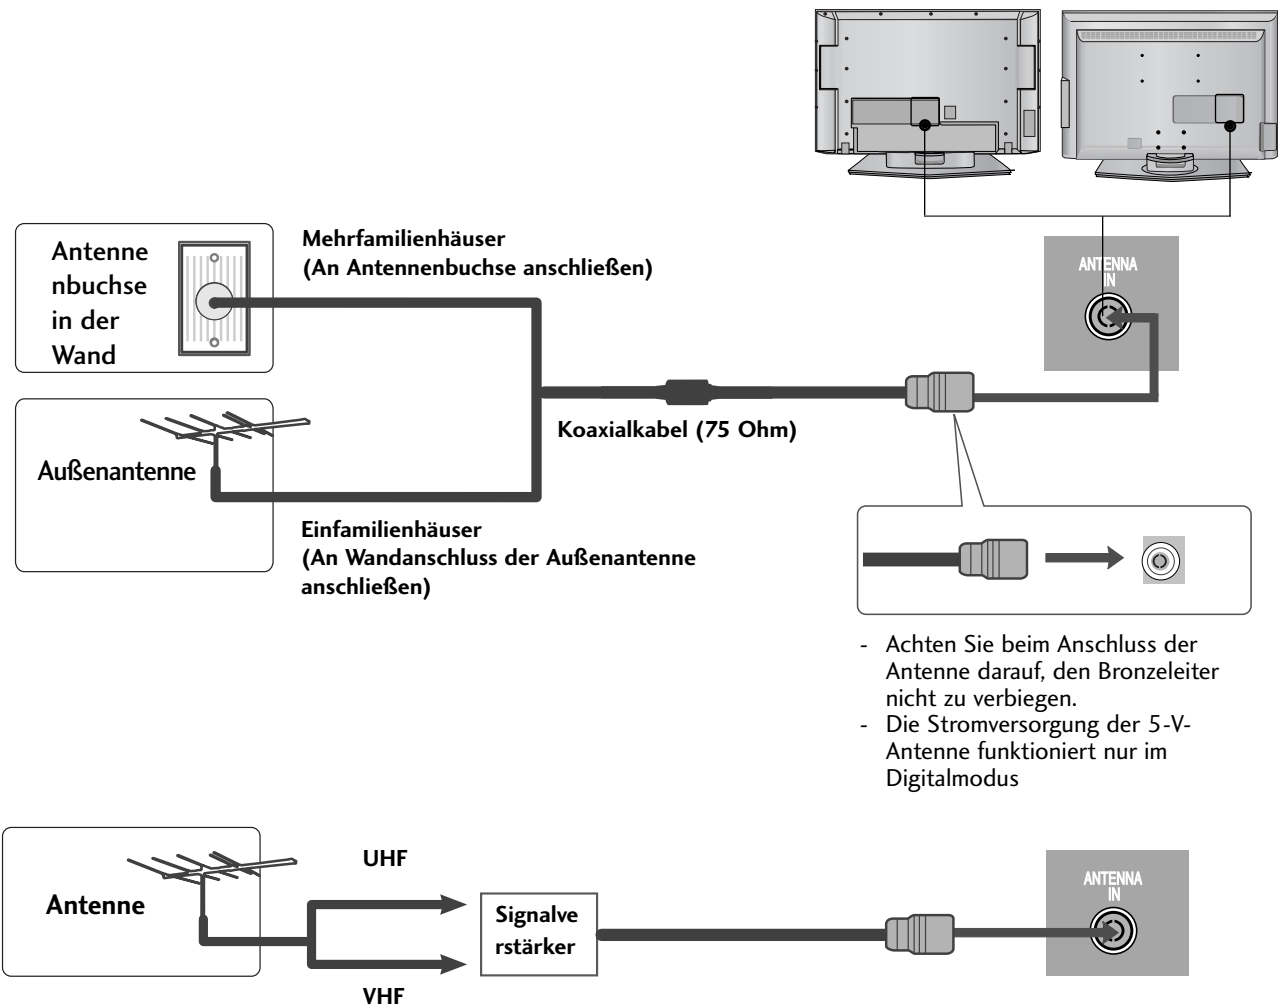 Antenne
nbuchse
in der
Wand
Mehrfamilienhäuser
(An Antennenbuchse anschließen)
ANTENNA
IN
Außenantenne
Koaxialkabel (75 Ohm)
Einfamilienhäuser
(An Wandanschluss der Außenantenne
anschließen)
- Achten Sie beim Anschluss der
Antenne darauf, den Bronzeleiter
nicht zu verbiegen.
- Die Stromversorgung der 5-V-
Antenne funktioniert nur im
Digitalmodus
Antenne
UHF
VHF
Signalve
rstärker
ANTENNA
IN